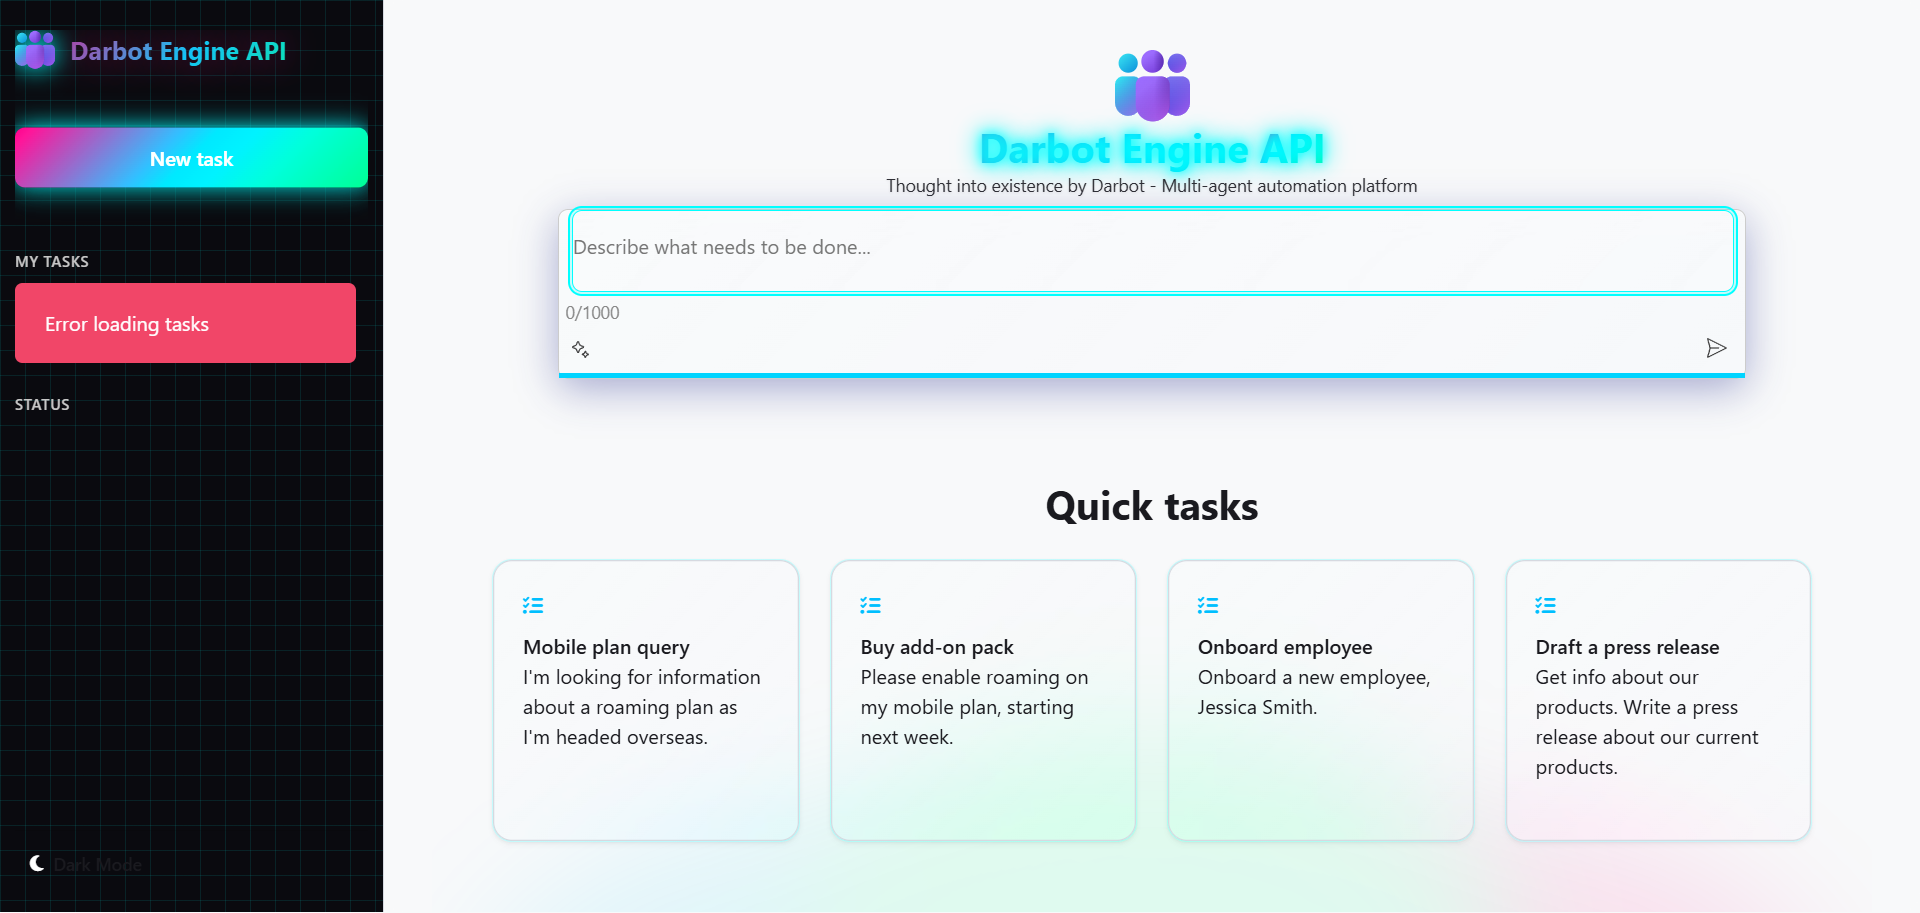 Darbot Engine API
New task
MY TASKS
Error loading tasks
STATUS
Dark Mode
Darbot Engine API
Thought into existence by Darbot - Multi-agent automation platform
Describe what needs to be done...
0/1000
Quick tasks
Mobile plan query
I'm looking for information
about a roaming plan as
I'm headed overseas.
Buy add-on pack
Please enable roaming on
my mobile plan, starting
next week.
Onboard employee
Onboard a new employee,
Jessica Smith.
Draft a press release
Get info about our
products. Write a press
release about our current
products.